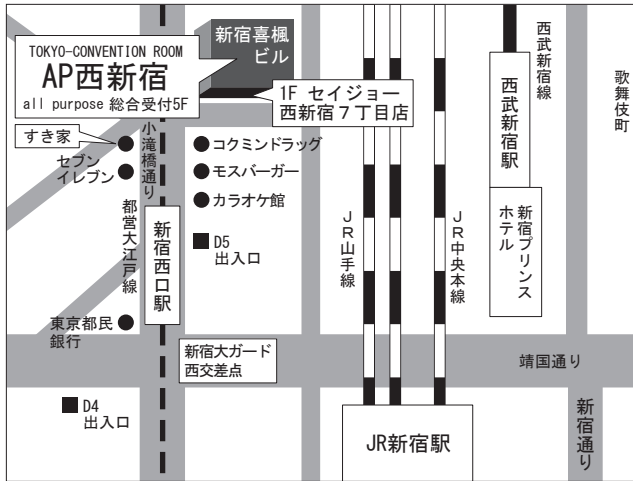 TOKYO-CONVENTION ROOM
AP西新宿
all purpose 総合受付5F
新宿喜楓
ビル
1F セイジョー
西新宿7丁目店
すき家
セブン
イレブン
小滝橋通り
コクミンドラッグ
モスバーガー
カラオケ館
D5
出入口
都営大江戸線
新宿西口駅
東京都民
銀行
新宿大ガード
西交差点
D4
出入口
JR山手線
JR中央本線
JR新宿駅
西武新宿線
西武新宿駅
新宿プリンス
ホテル
歌舞伎町
靖国通り
新宿通り